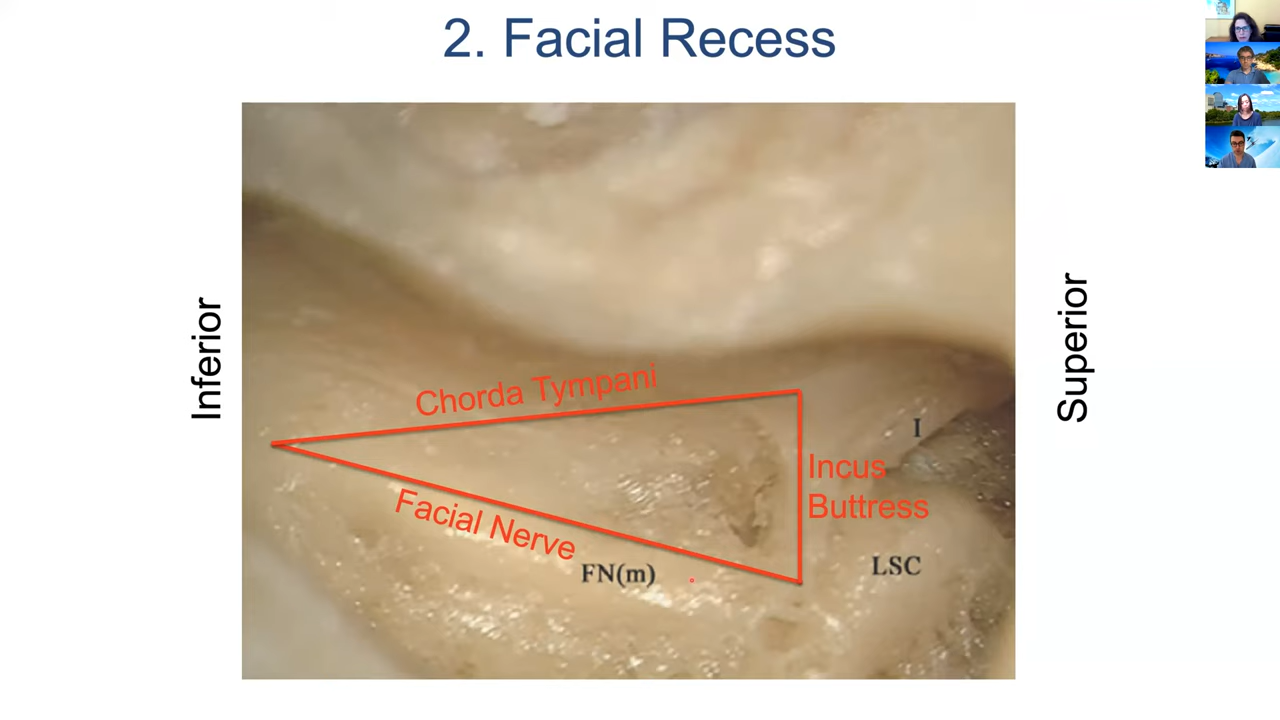 2. Facial Recess
Inferior
Superior
Chorda Tympani
I
Incus
Buttress
Facial Nerve
FN(m)
LSC